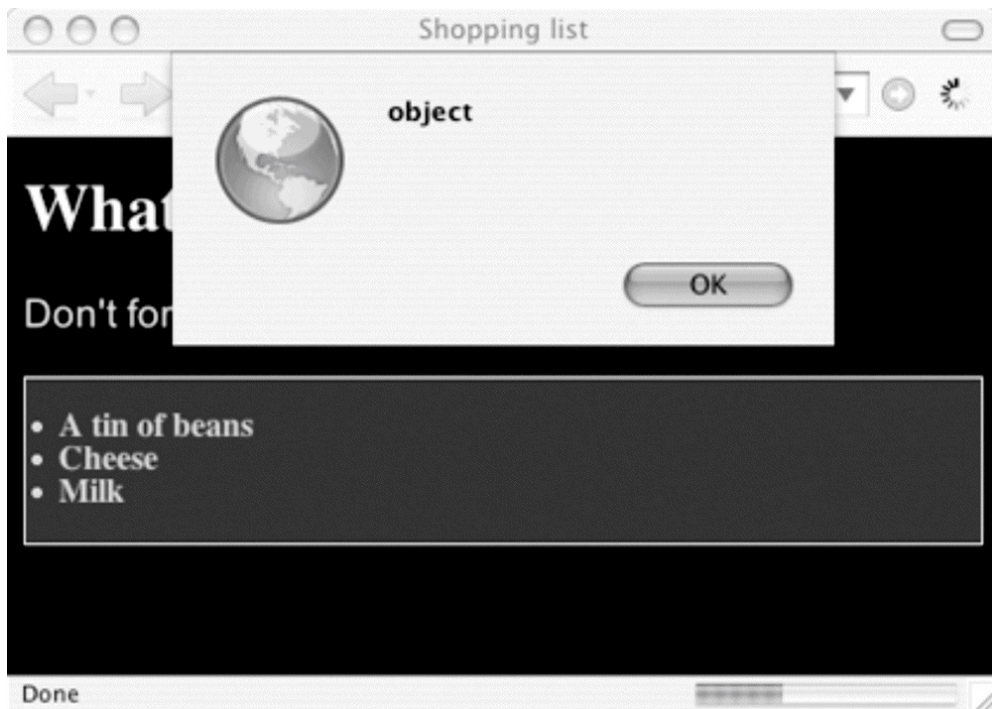 Shopping list
object
OK
What
Don't for
• A tin of beans
• Cheese
• Milk
Done